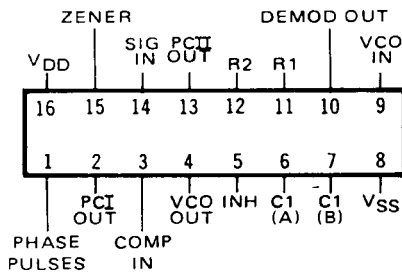 ZENER DEMOD OUT
SIG IN PCII OUT VCO IN
VDD R2 R1
16 15 14 13 12 11 10 9
1 2 3 4 5 6 7 8
PCI OUT VCO OUT INH C1 (A) C1 (B) VSS
PHASE PULSES COMP IN